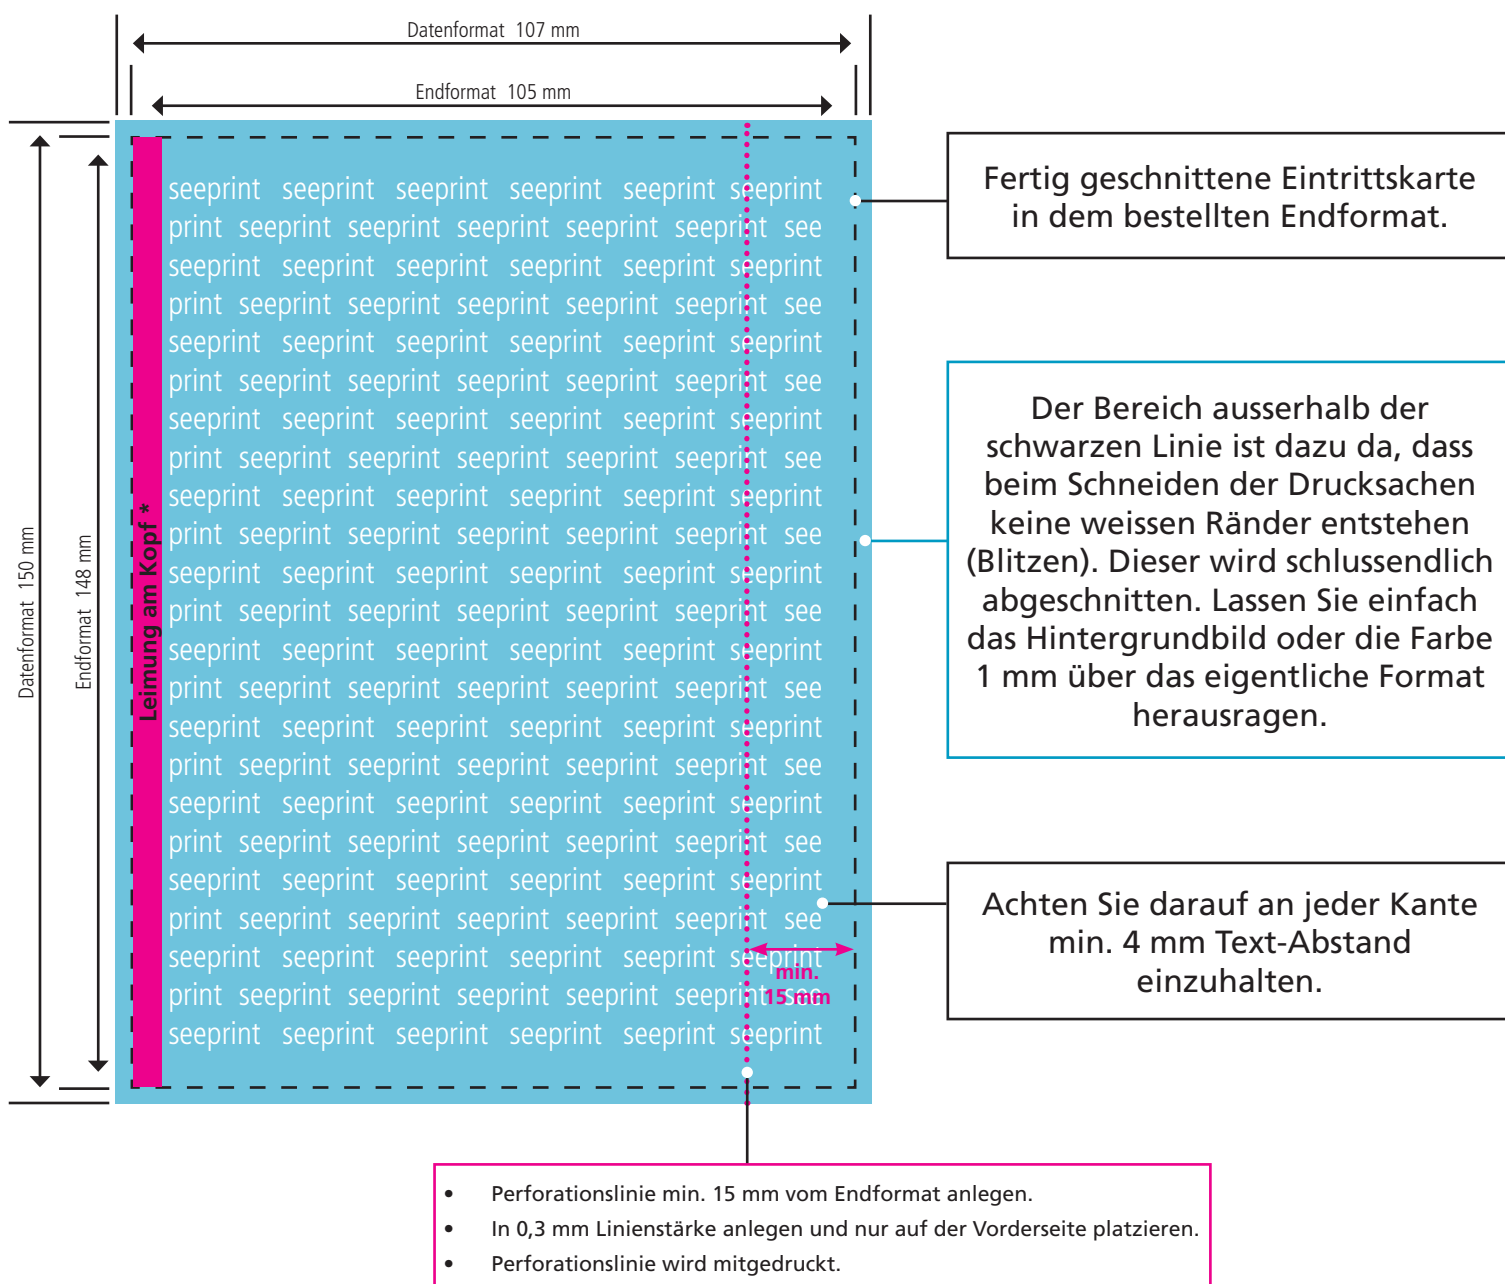 Datenformat 107 mm
Endformat 105 mm
Datenformat 150 mm
Endformat 148 mm
Leimung am Kopf *
seeprint seeprint seeprint seeprint seeprint seeprint
print seeprint seeprint seeprint seeprint seeprint see
seeprint seeprint seeprint seeprint seeprint seeprint
print seeprint seeprint seeprint seeprint seeprint see
seeprint seeprint seeprint seeprint seeprint seeprint
print seeprint seeprint seeprint seeprint seeprint see
seeprint seeprint seeprint seeprint seeprint seeprint
print seeprint seeprint seeprint seeprint seeprint see
seeprint seeprint seeprint seeprint seeprint seeprint
print seeprint seeprint seeprint seeprint seeprint see
seeprint seeprint seeprint seeprint seeprint seeprint
print seeprint seeprint seeprint seeprint seeprint see
seeprint seeprint seeprint seeprint seeprint seeprint
print seeprint seeprint seeprint seeprint seeprint see
seeprint seeprint seeprint seeprint seeprint seeprint
print seeprint seeprint seeprint seeprint seeprint see
seeprint seeprint seeprint seeprint seeprint seeprint
print seeprint seeprint seeprint seeprint seeprint see
seeprint seeprint seeprint seeprint seeprint seeprint
print seeprint seeprint seeprint seeprint seeprint see
seeprint seeprint seeprint seeprint seeprint seeprint
print seeprint seeprint seeprint seeprint seeprint see
seeprint seeprint seeprint seeprint seeprint seeprint
min.
15 mm
Fertig geschnittene Eintrittskarte
in dem bestellten Endformat.
Der Bereich ausserhalb der
schwarzen Linie ist dazu da, dass
beim Schneiden der Drucksachen
keine weissen Ränder entstehen
(Blitzen). Dieser wird schlussendlich
abgeschnitten. Lassen Sie einfach
das Hintergrundbild oder die Farbe
1 mm über das eigentliche Format
herausragen.
Achten Sie darauf an jeder Kante
min. 4 mm Text-Abstand
einzuhalten.
• Perforationslinie min. 15 mm vom Endformat anlegen.
• In 0,3 mm Linienstärke anlegen und nur auf der Vorderseite platzieren.
• Perforationslinie wird mitgedruckt.